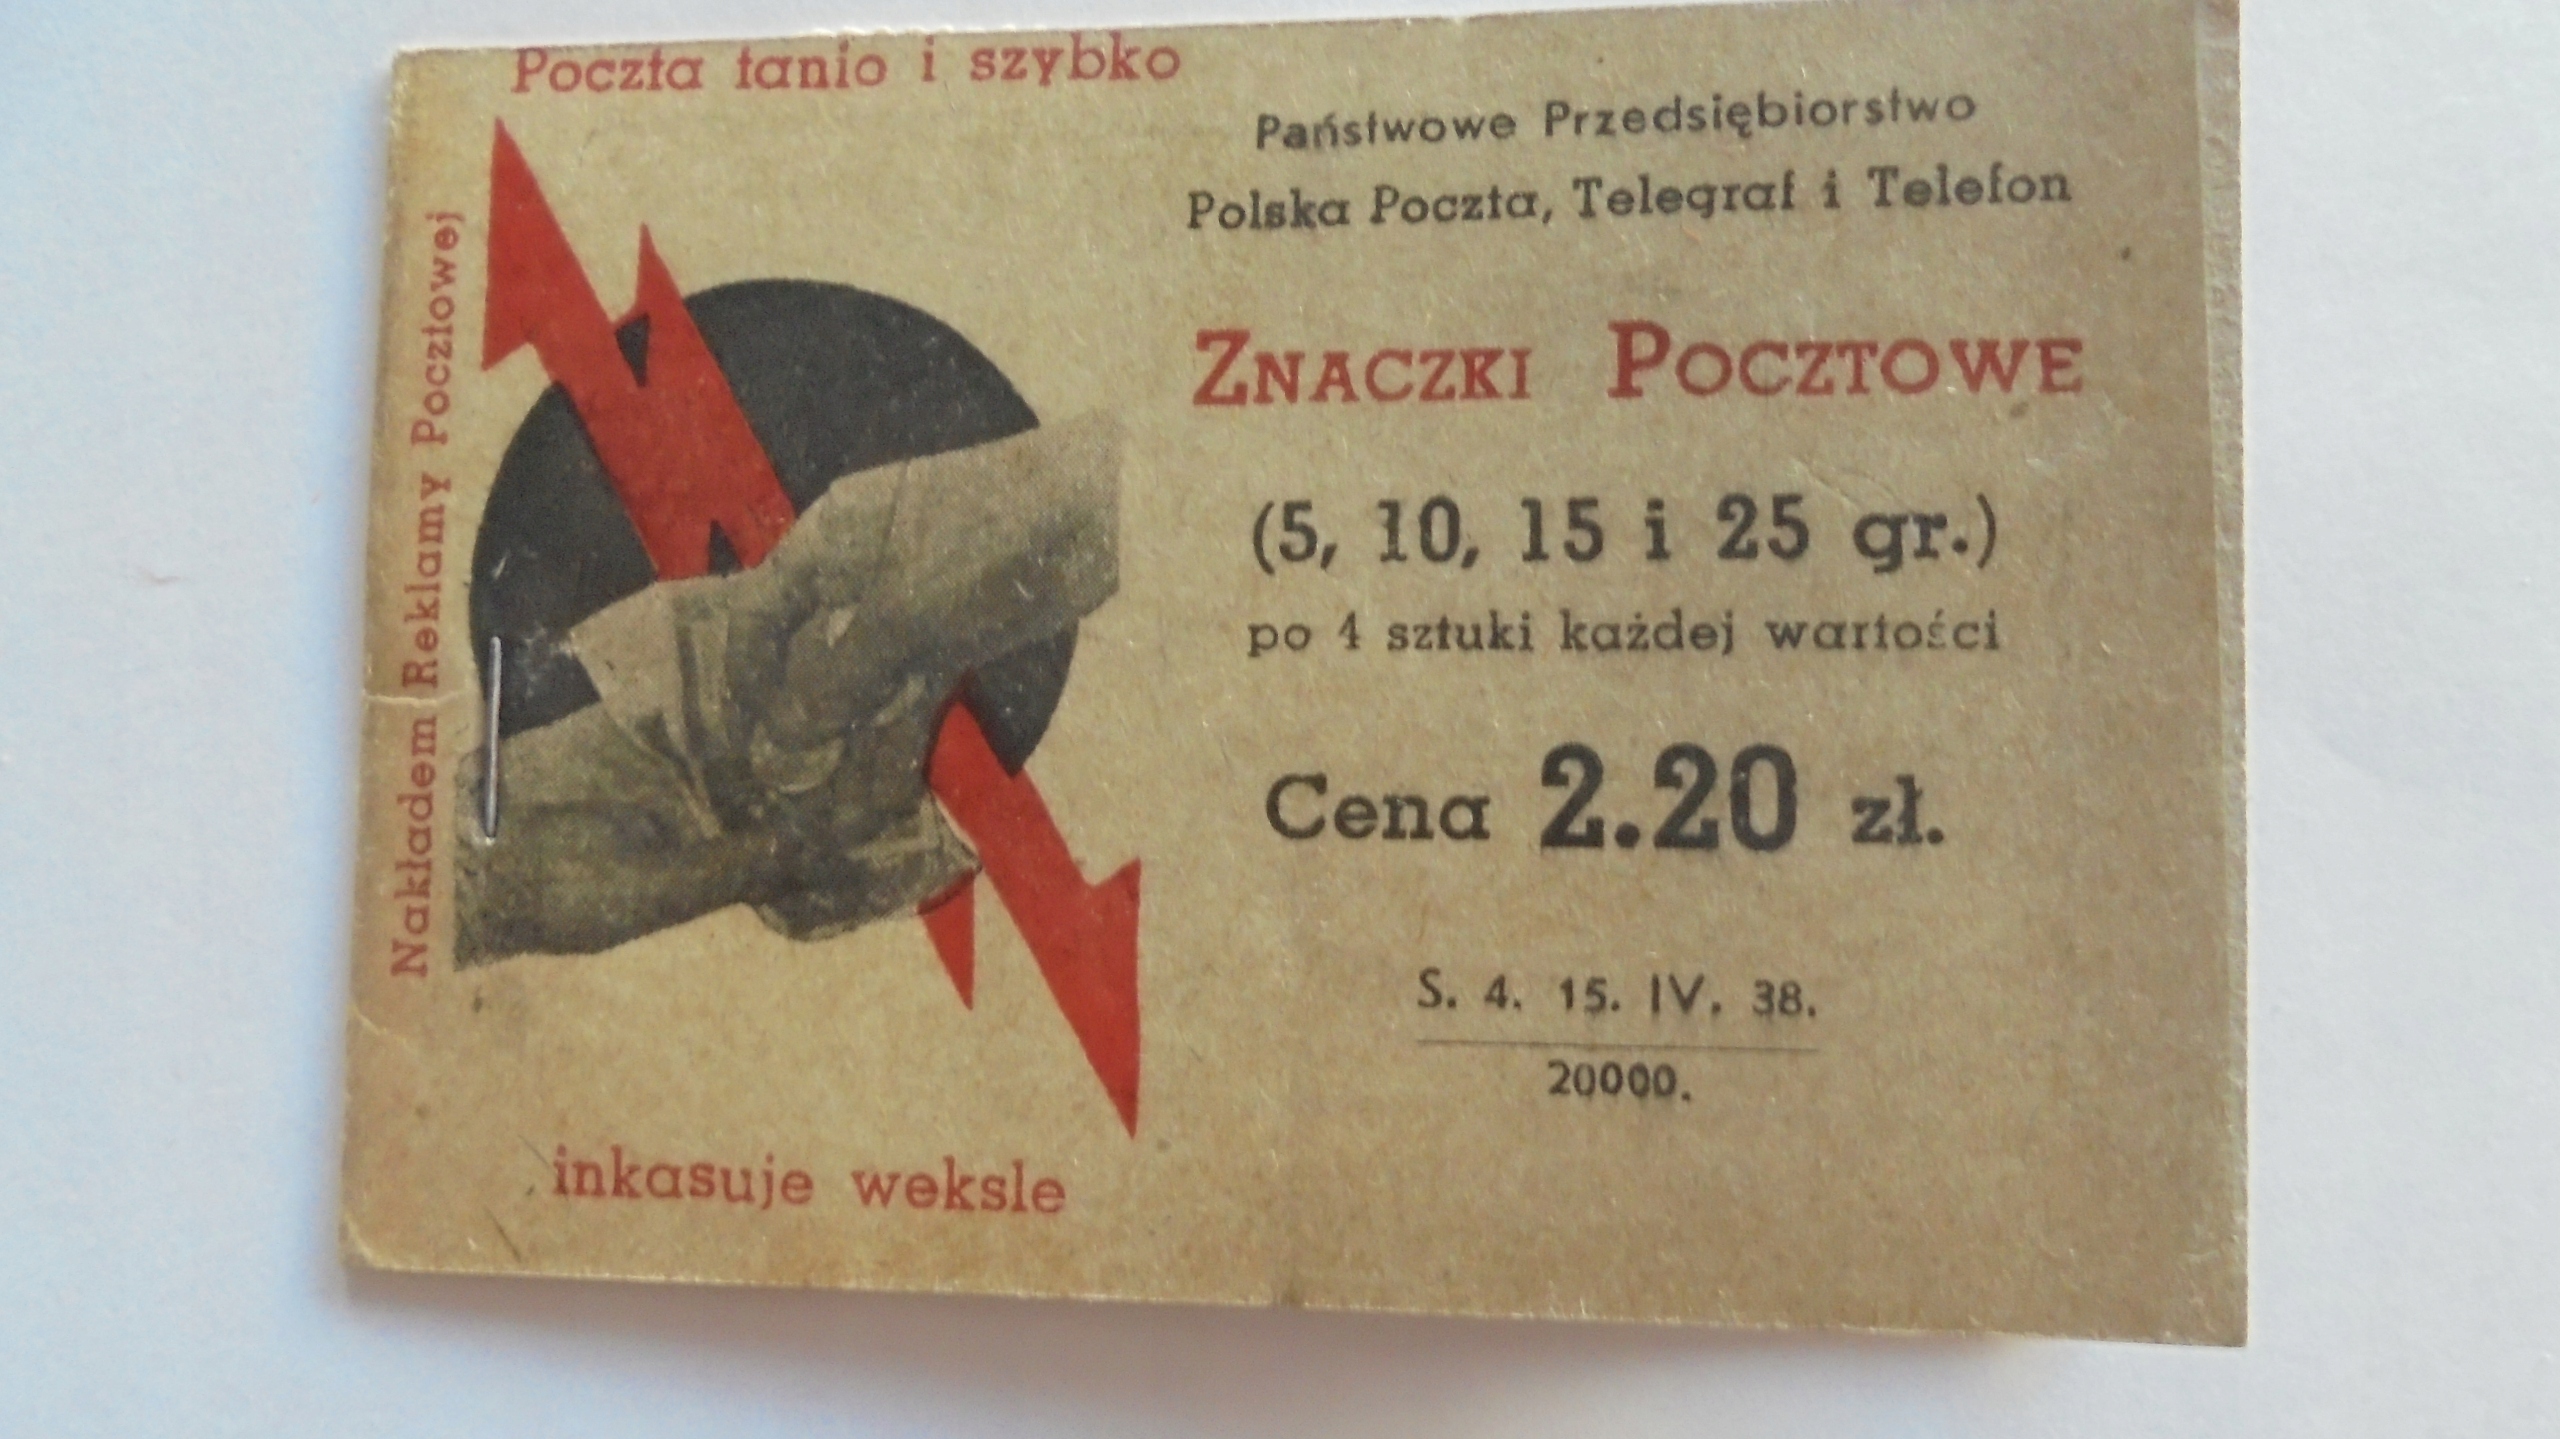 Poczta tanio i szybko
Nakładem Reklamy Pocztowej
inkasuje weksle
Państwowe Przedsiębiorstwo
Polska Poczta, Telegraf i Telefon
ZNACZKI POCZTOWE
(5, 10, 15 i 25 gr.)
po 4 sztuki każdej wartości
Cena 2.20 zł.
S. 4. 15. IV. 38.
20000.